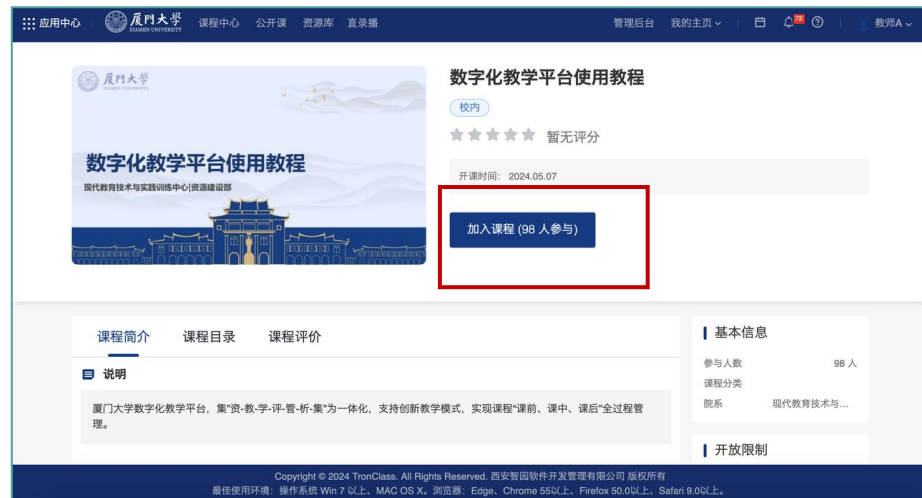 应用中心 厦門大學 课程中心 公开课 资源库 直录播 管理后台 我的主页 72 教师A
XIAMEN UNIVERSITY
厦門大學
XIAMEN UNIVERSITY
数字化教学平台使用教程
现代教育技术与实践训练中心|资源建设部
数字化教学平台使用教程
校内
暂无评分
开课时间: 2024.05.07
加入课程 (98 人参与)
课程简介 课程目录 课程评价
说明
厦门大学数字化教学平台,集"资-教-学-评-管-析-集"为一体化,支持创新教学模式,实现课程"课前、课中、课后"全过程管
理。
基本信息
参与人数 98 人
课程分类
院系 现代教育技术与...
开放限制
Copyright © 2024 TronClass. All Rights Reserved. 西安智园软件开发管理有限公司 版权所有
最佳使用环境: 操作系统 Win 7 以上、MAC OS X。浏览器: Edge、Chrome 55以上、Firefox 50.0以上、Safari 9.0以上。